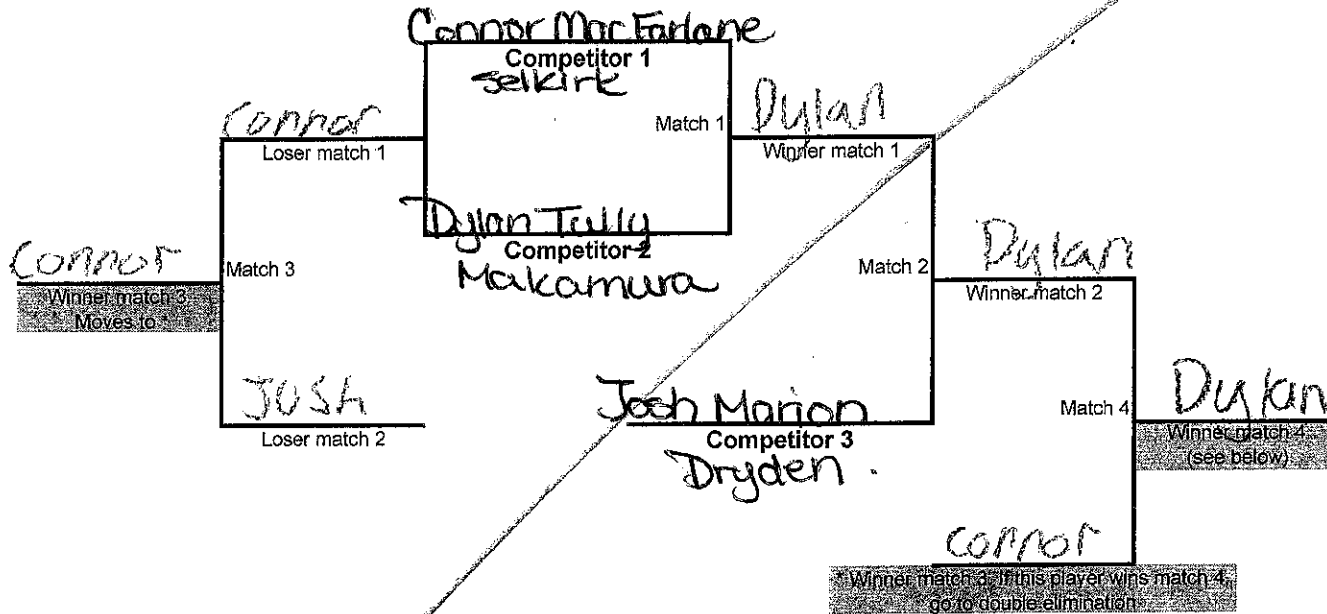 Connor MacFarlane
Competitor 1
Selkirk
Connor
Loser match 1
Match 1
Dylan
Winner match 1
Dylan Tully
Competitor 2
Makamura
Connor
Match 3
Winner match 3
Moves to *
Match 2
Dylan
Winner match 2
Josh
Loser match 2
Josh Marion
Competitor 3
Dryden
Match 4
Dylan
Winner match 4
(see below)
Connor
* Winner match 3. If this player wins match 4,
go to double elimination